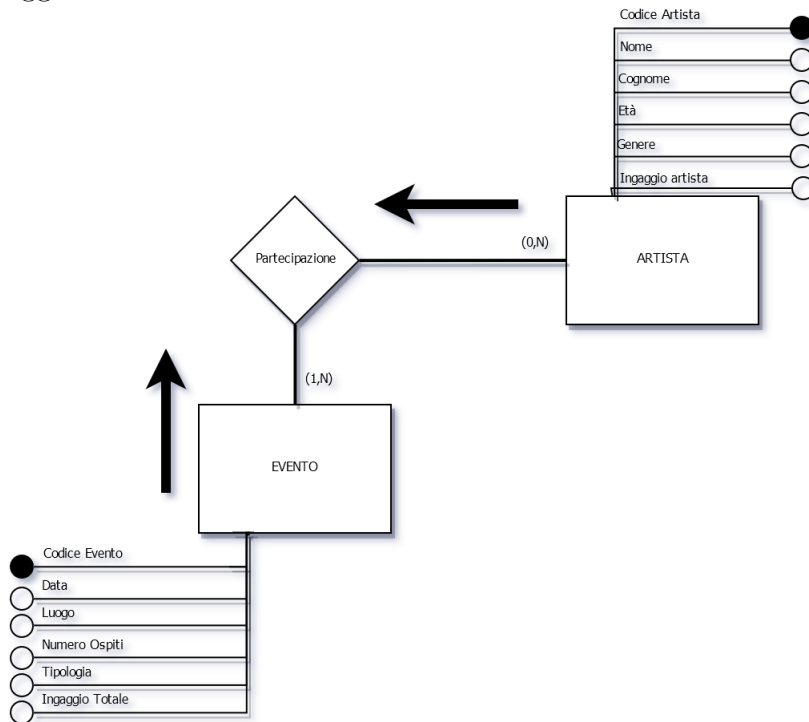 Codice Artista
Nome
Cognome
Età
Genere
Ingaggio artista
(0,N)
Partecipazione
ARTISTA
(1,N)
EVENTO
Codice Evento
Data
Luogo
Numero Ospiti
Tipologia
Ingaggio Totale